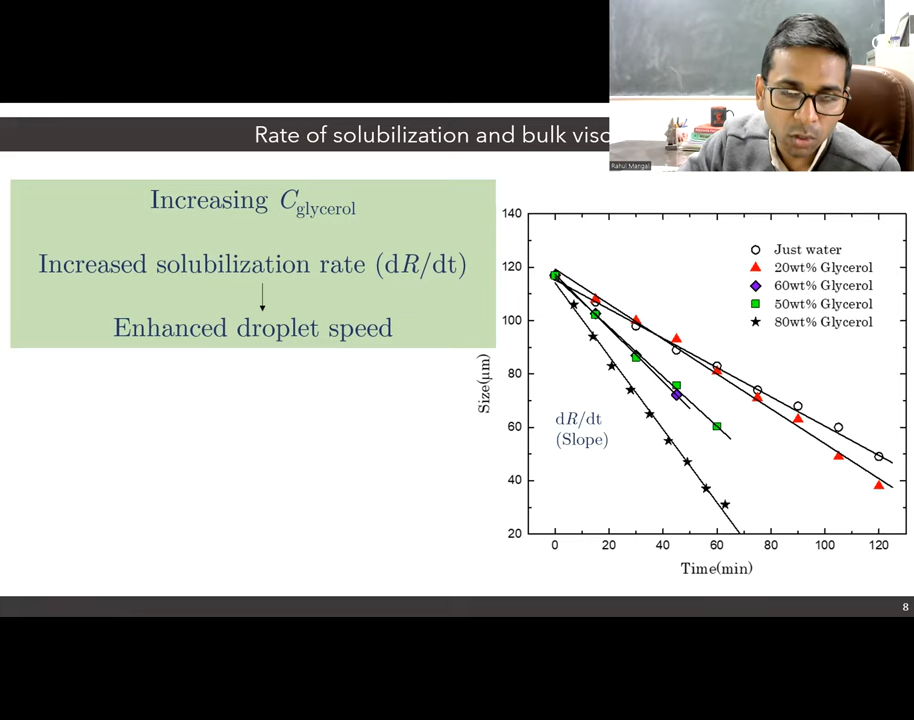 Rate of solubilization and bulk visc
Rahul Mangal
Increasing C glycerol
Increased solubilization rate (dR/dt)
Enhanced droplet speed
140
120
100
80
60
40
20
Size(μm)
Just water
20wt% Glycerol
60wt% Glycerol
50wt% Glycerol
80wt% Glycerol
dR/dt
(Slope)
0 20 40 60 80 100 120
Time(min)
8